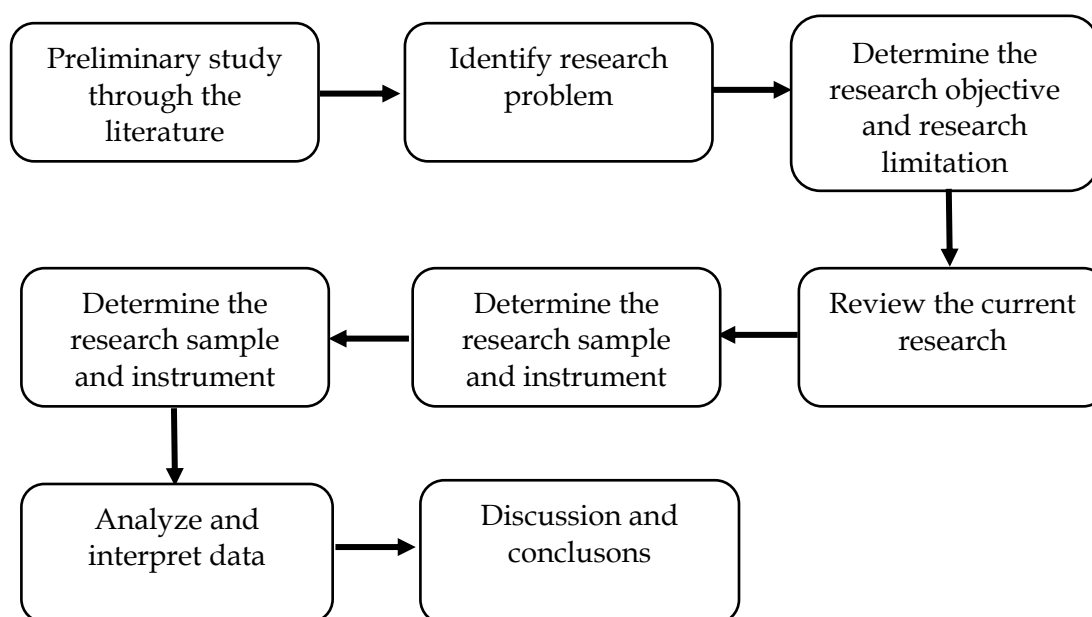 Preliminary study
through the
literature
Identify research
problem
Determine the
research objective
and research
limitation
Review the current
research
Determine the
research sample
and instrument
Determine the
research sample
and instrument
Analyze and
interpret data
Discussion and
conclusons